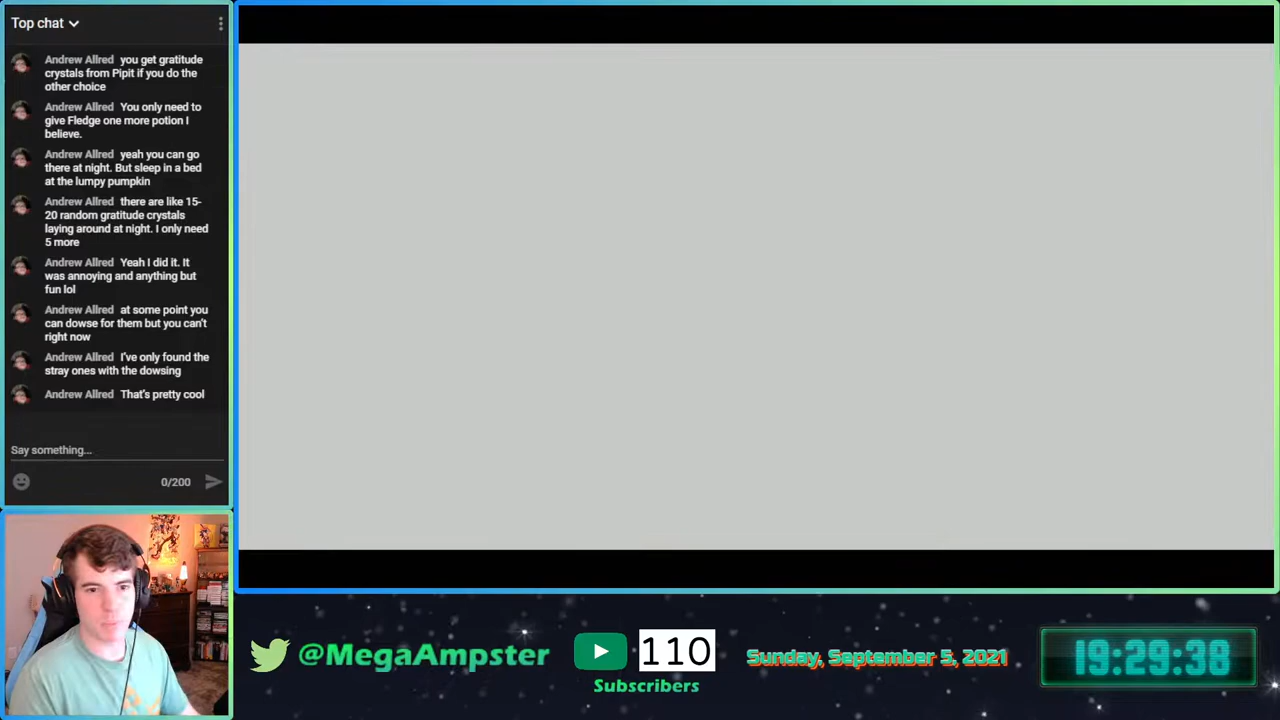 Top chat
Andrew Allred you get gratitude
crystals from Pipit if you do the
other choice
Andrew Allred You only need to
give Fledge one more potion I
believe.
Andrew Allred yeah you can go
there at night. But sleep in a bed
at the lumpy pumpkin
Andrew Allred there are like 15-
20 random gratitude crystals
laying around at night. I only need
5 more
Andrew Allred Yeah I did it. It
was annoying and anything but
fun lol
Andrew Allred at some point you
can dowse for them but you can't
right now
Andrew Allred I've only found the
stray ones with the dowsing
Andrew Allred That's pretty cool
Say something...
0/200
@MegaAmpster
110
Subscribers
Sunday, September 5, 2021
19:29:38